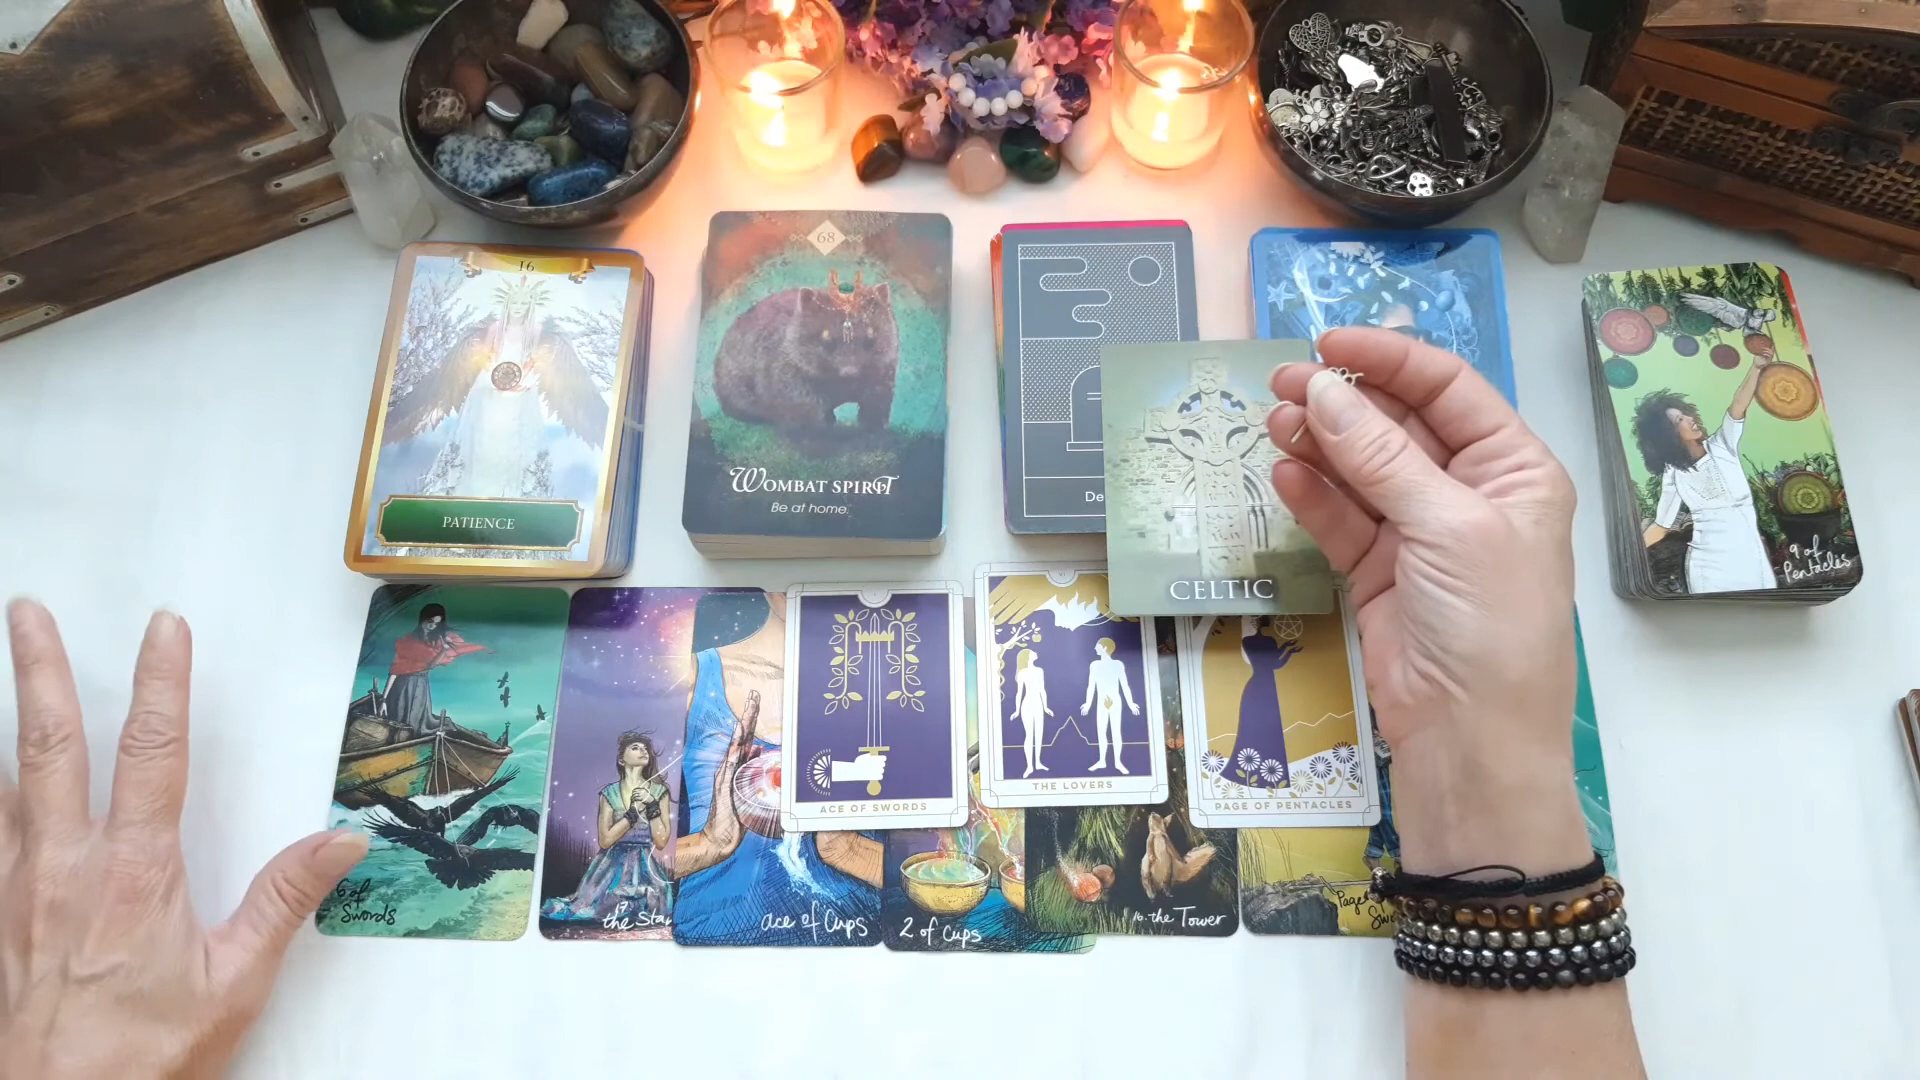 16
PATIENCE
68
WOMBAT SPIRIT
Be at home.
De
CELTIC
9 of
Pentacles
6 of
Swords
17
the Star
ace of Cups
2 of Cups
16. the Tower
Page
ACE OF SWORDS
THE LOVERS
PAGE OF PENTACLES